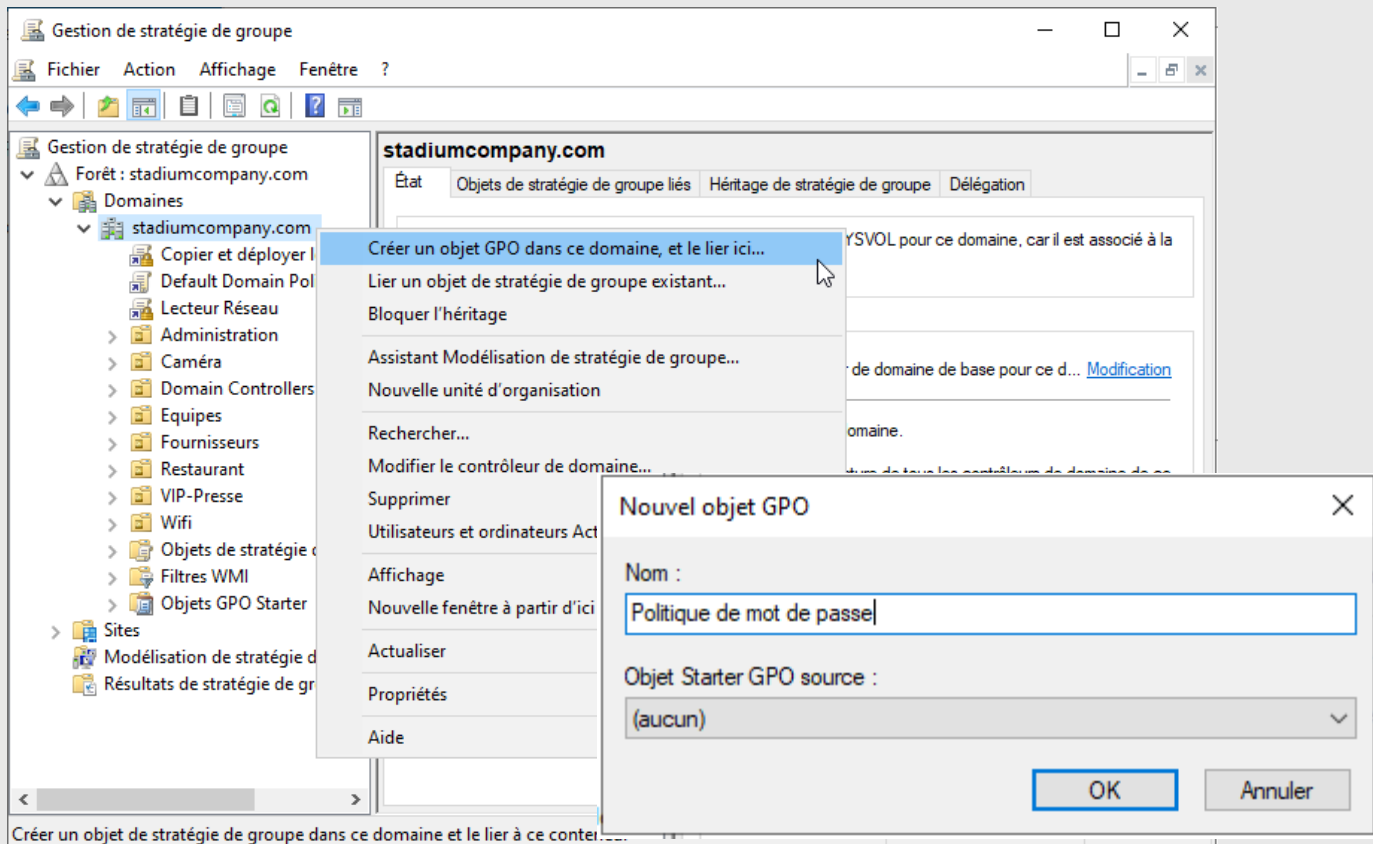 Gestion de stratégie de groupe
Fichier Action Affichage Fenêtre ?
Gestion de stratégie de groupe
Forêt : stadiumcompany.com
Domaines
stadiumcompany.com
Copier et déployer
Default Domain Pol
Lecteur Réseau
Administration
Caméra
Domain Controllers
Equipes
Fournisseurs
Restaurant
VIP-Presse
Wifi
Objets de stratégie
Filtres WMI
Objets GPO Starter
Sites
Modélisation de stratégie d
Résultats de stratégie de gr
stadiumcompany.com
État Objets de stratégie de groupe liés Héritage de stratégie de groupe Délégation
YSVOL pour ce domaine, car il est associé à la
de domaine de base pour ce d... Modification
omaine.
de tous les contrôleurs de domaine de ce
Créer un objet GPO dans ce domaine, et le lier ici...
Lier un objet de stratégie de groupe existant...
Bloquer l'héritage
Assistant Modélisation de stratégie de groupe...
Nouvelle unité d'organisation
Rechercher...
Modifier le contrôleur de domaine...
Supprimer
Utilisateurs et ordinateurs Act
Affichage
Nouvelle fenêtre à partir d'ici
Actualiser
Propriétés
Aide
Nouvel objet GPO
Nom :
Politique de mot de passe
Objet Starter GPO source :
(aucun)
OK Annuler
Créer un objet de stratégie de groupe dans ce domaine et le lier à ce